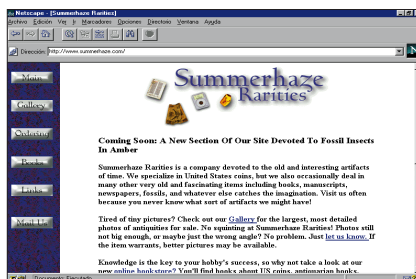 Netscape - [Summerhaze Rarities]
Archivo Edición Ver Ir Marcadores Opciones Directorio Ventana Ayuda
Dirección: http://www.summerhaze.com/
N
Summerhaze
Rarities
Main
Gallery
Ordering
Books
Links
Mail Us
Coming Soon: A New Section Of Our Site Devoted To Fossil Insects
In Amber
Summerhaze Rarities is a company devoted to the old and interesting artifacts
of time. We specialize in United States coins, but we also occasionally deal in
many other very old and fascinating items including books, manuscripts,
newspapers, fossils, and whatever else catches the imagination. Visit us often
because you never know what sort of artifacts we might have!
Tired of tiny pictures? Check out our Gallery for the largest, most detailed
photos of antiquities for sale. No squinting at Summerhaze Rarities! Photos still
not big enough, or maybe just the wrong angle? No problem. Just let us know. If
the item warrants, better pictures may be available.
Knowledge is the key to your hobby's success, so why not take a look at our
new online bookstore? You'll find books about US coins, antiquarian books,
Documento: Ejecutado